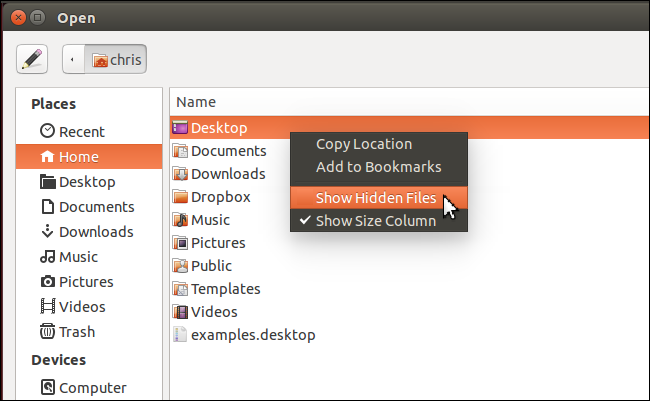 Open
chris
Places
Recent
Home
Desktop
Documents
Downloads
Music
Pictures
Videos
Trash
Devices
Computer
Name
Desktop
Documents
Downloads
Dropbox
Music
Pictures
Public
Templates
Videos
examples.desktop
Copy Location
Add to Bookmarks
Show Hidden Files
Show Size Column